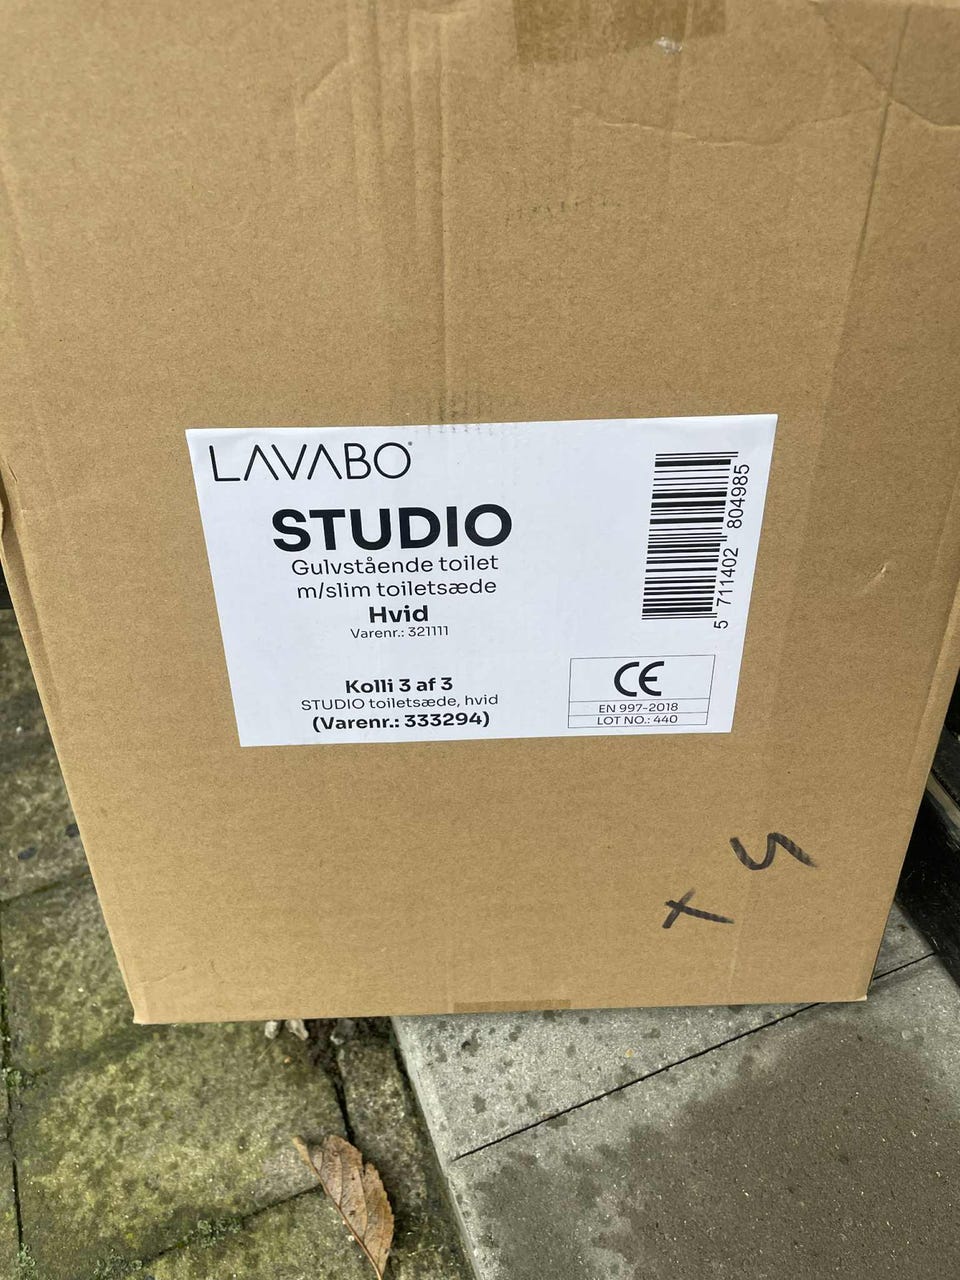 LAVABO®
STUDIO
Gulvstående toilet
m/slim toiletsæde
Hvid
Varenr.: 321111
Kolli 3 af 3
STUDIO toiletsæde, hvid
(Varenr.: 333294)
5 711402 804985
CE
EN 997-2018
LOT NO.: 440